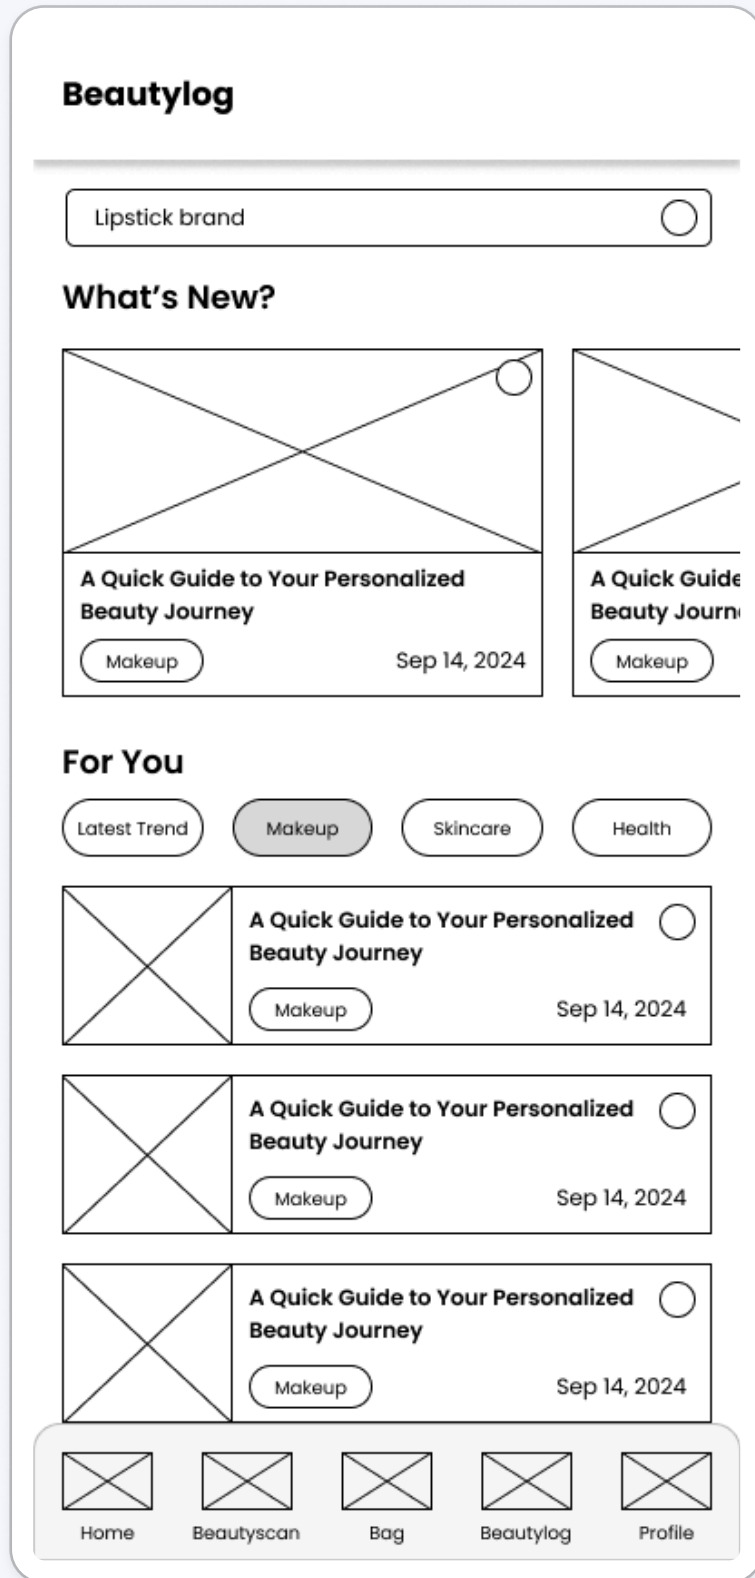 Beautylog
Lipstick brand
What's New?
A Quick Guide to Your Personalized
Beauty Journey
Makeup
Sep 14, 2024
A Quick Guide
Beauty Journ
Makeup
For You
Latest Trend
Makeup
Skincare
Health
A Quick Guide to Your Personalized
Beauty Journey
Makeup
Sep 14, 2024
A Quick Guide to Your Personalized
Beauty Journey
Makeup
Sep 14, 2024
A Quick Guide to Your Personalized
Beauty Journey
Makeup
Sep 14, 2024
Home
Beautyscan
Bag
Beautylog
Profile